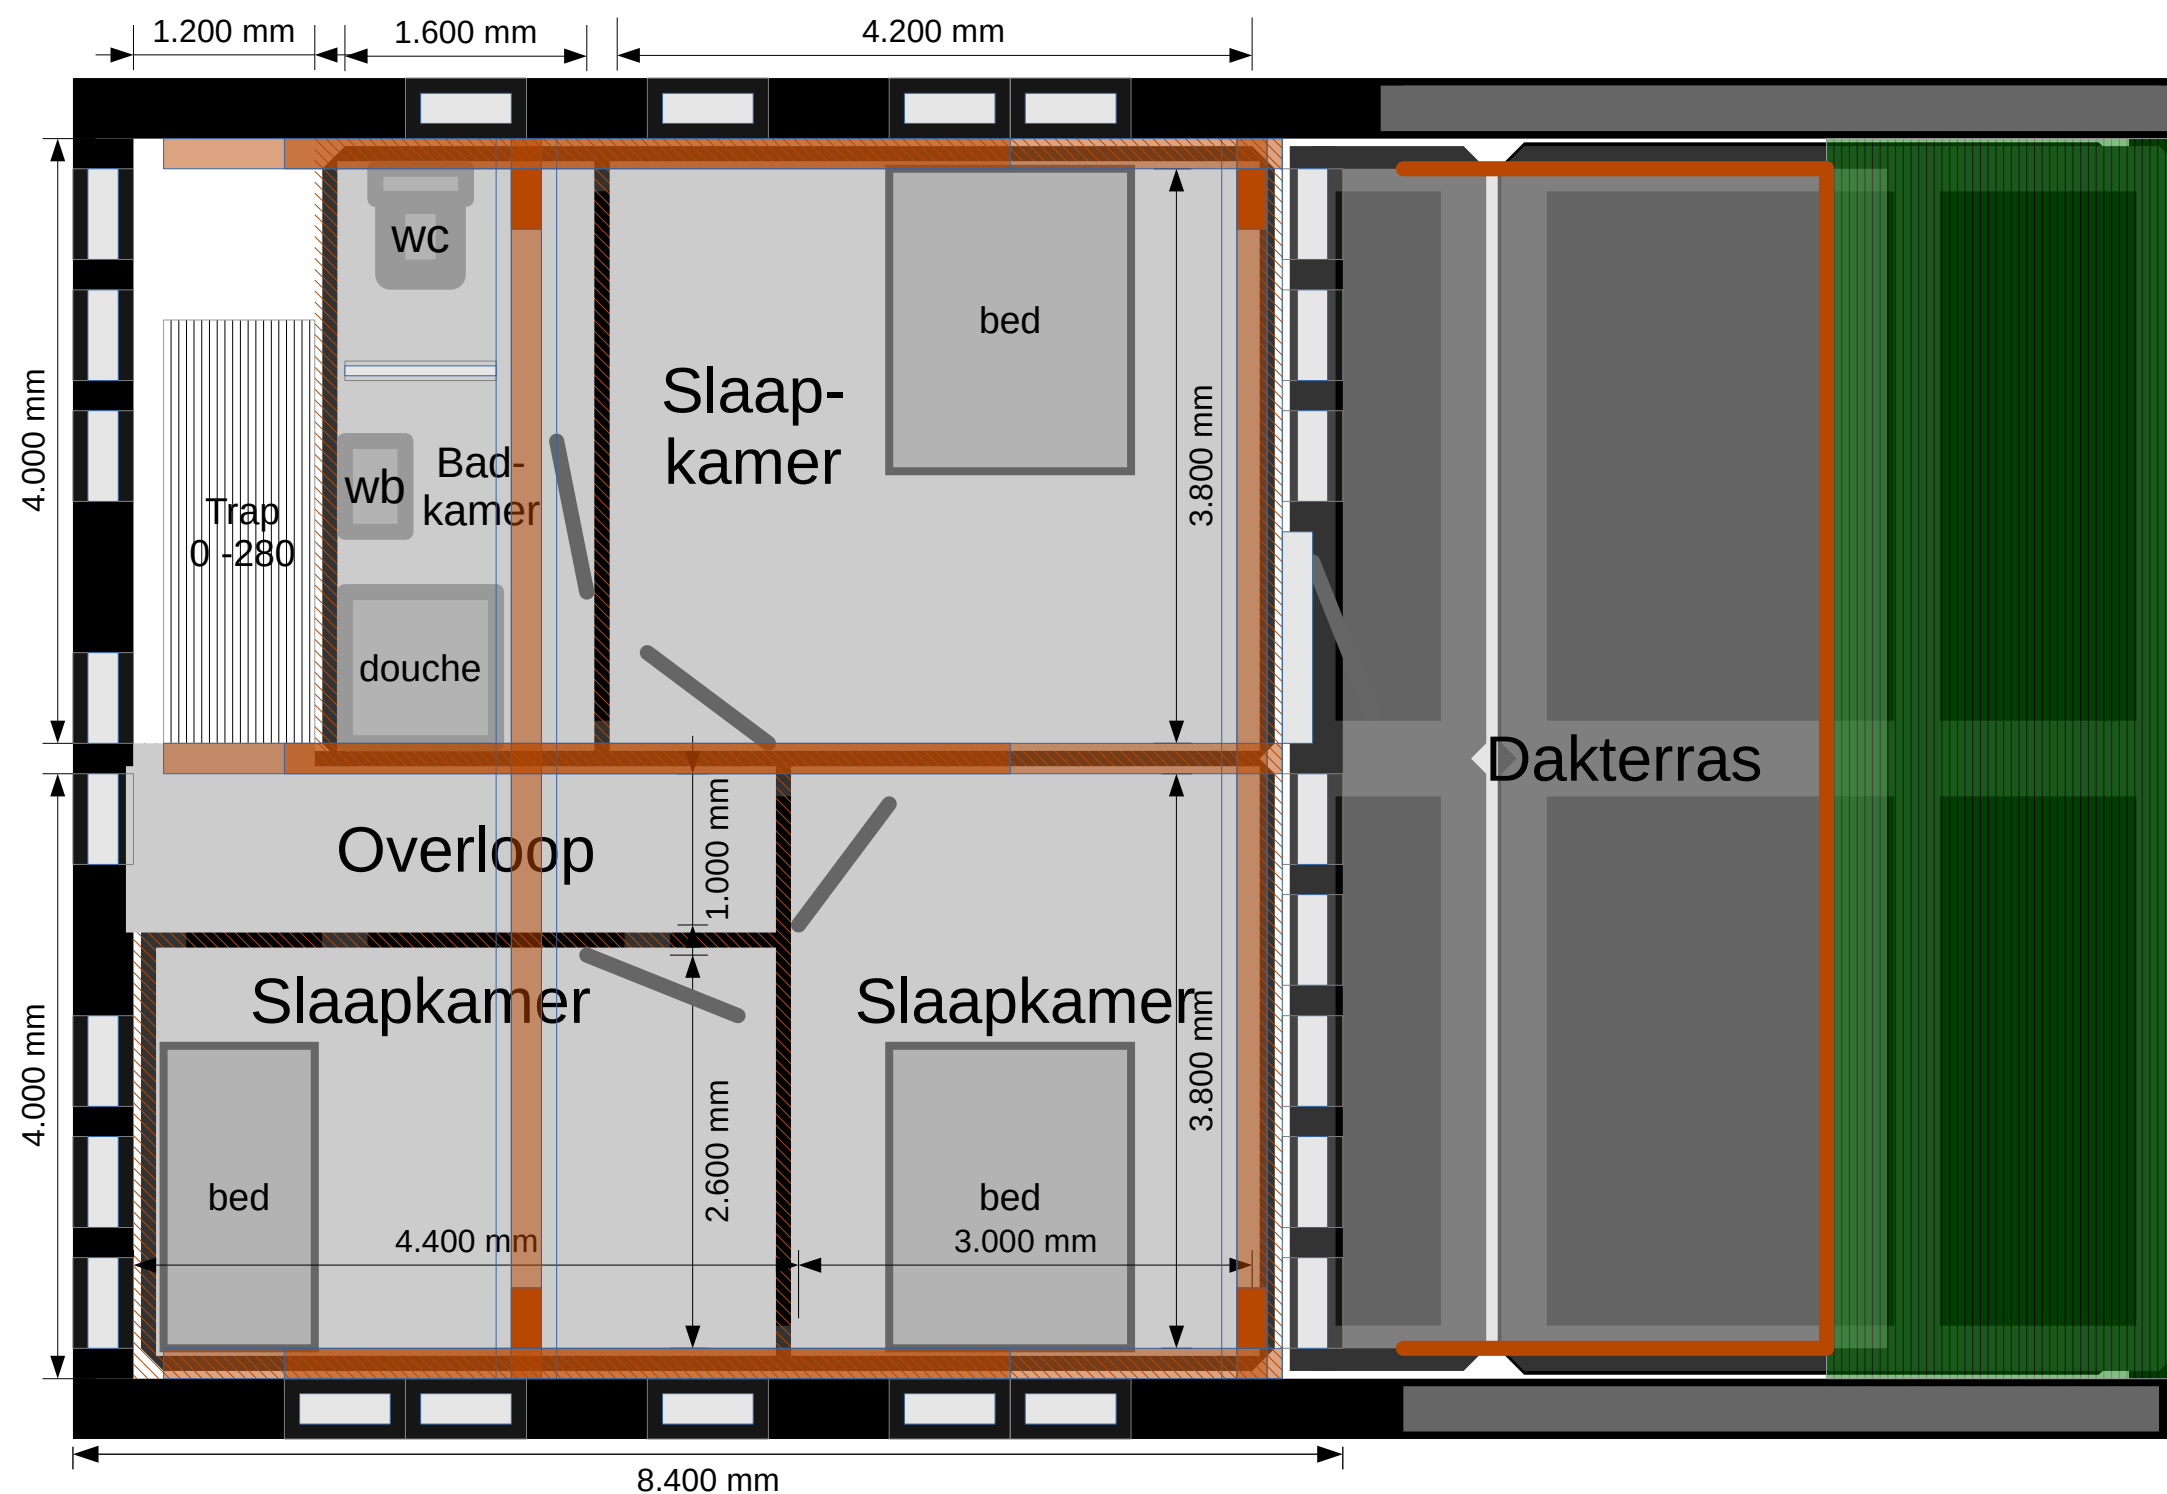 1.200 mm
1.600 mm
4.200 mm
wc
bed
Slaap-
kamer
4.000 mm
3.800 mm
Trap
0 -280
wb
Bad-
kamer
douche
Dakterras
Overloop
1.000 mm
Slaapkamer
Slaapkamer
4.000 mm
2.600 mm
3.800 mm
bed
bed
4.400 mm
3.000 mm
8.400 mm